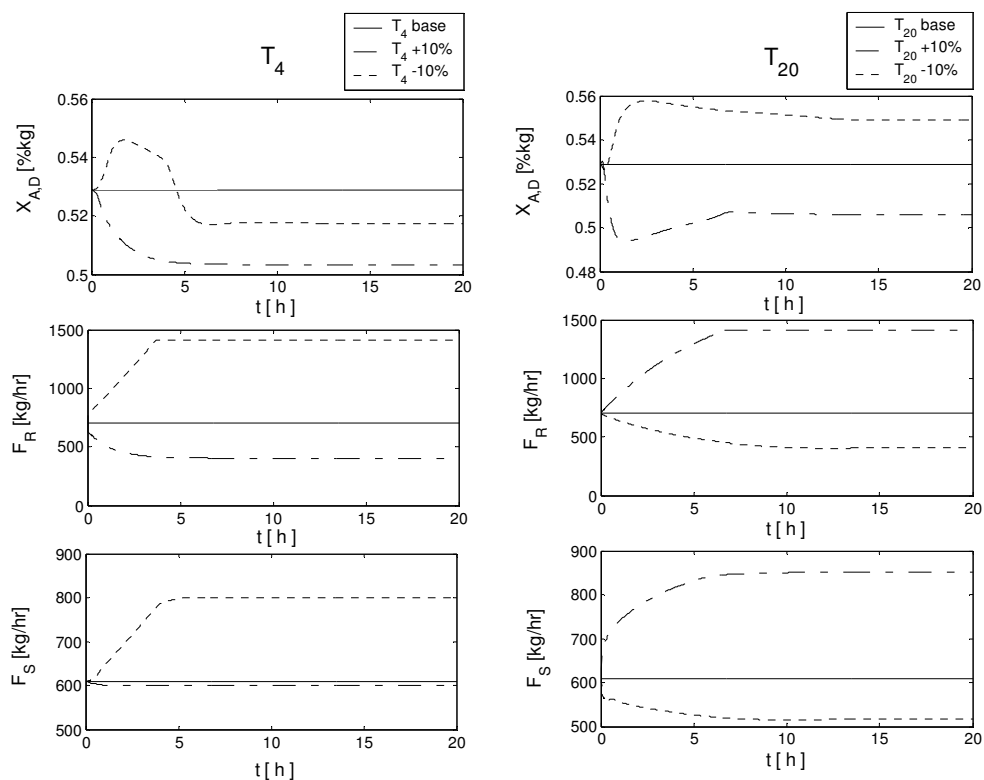 T4
T4 base
T4 +10%
T4 -10%
T20
T20 base
T20 +10%
T20 -10%
XA,D [%kg]
0.56
0.54
0.52
0.5
0 5 10 15 20
t [ h ]
XA,D [%kg]
0.56
0.54
0.52
0.5
0.48
0 5 10 15 20
t [ h ]
FR [kg/hr]
1500
1000
500
0
0 5 10 15 20
t [ h ]
FR [kg/hr]
1500
1000
500
0
0 5 10 15 20
t [ h ]
FS [kg/hr]
900
800
700
600
500
0 5 10 15 20
t [ h ]
FS [kg/hr]
900
800
700
600
500
0 5 10 15 20
t [ h ]